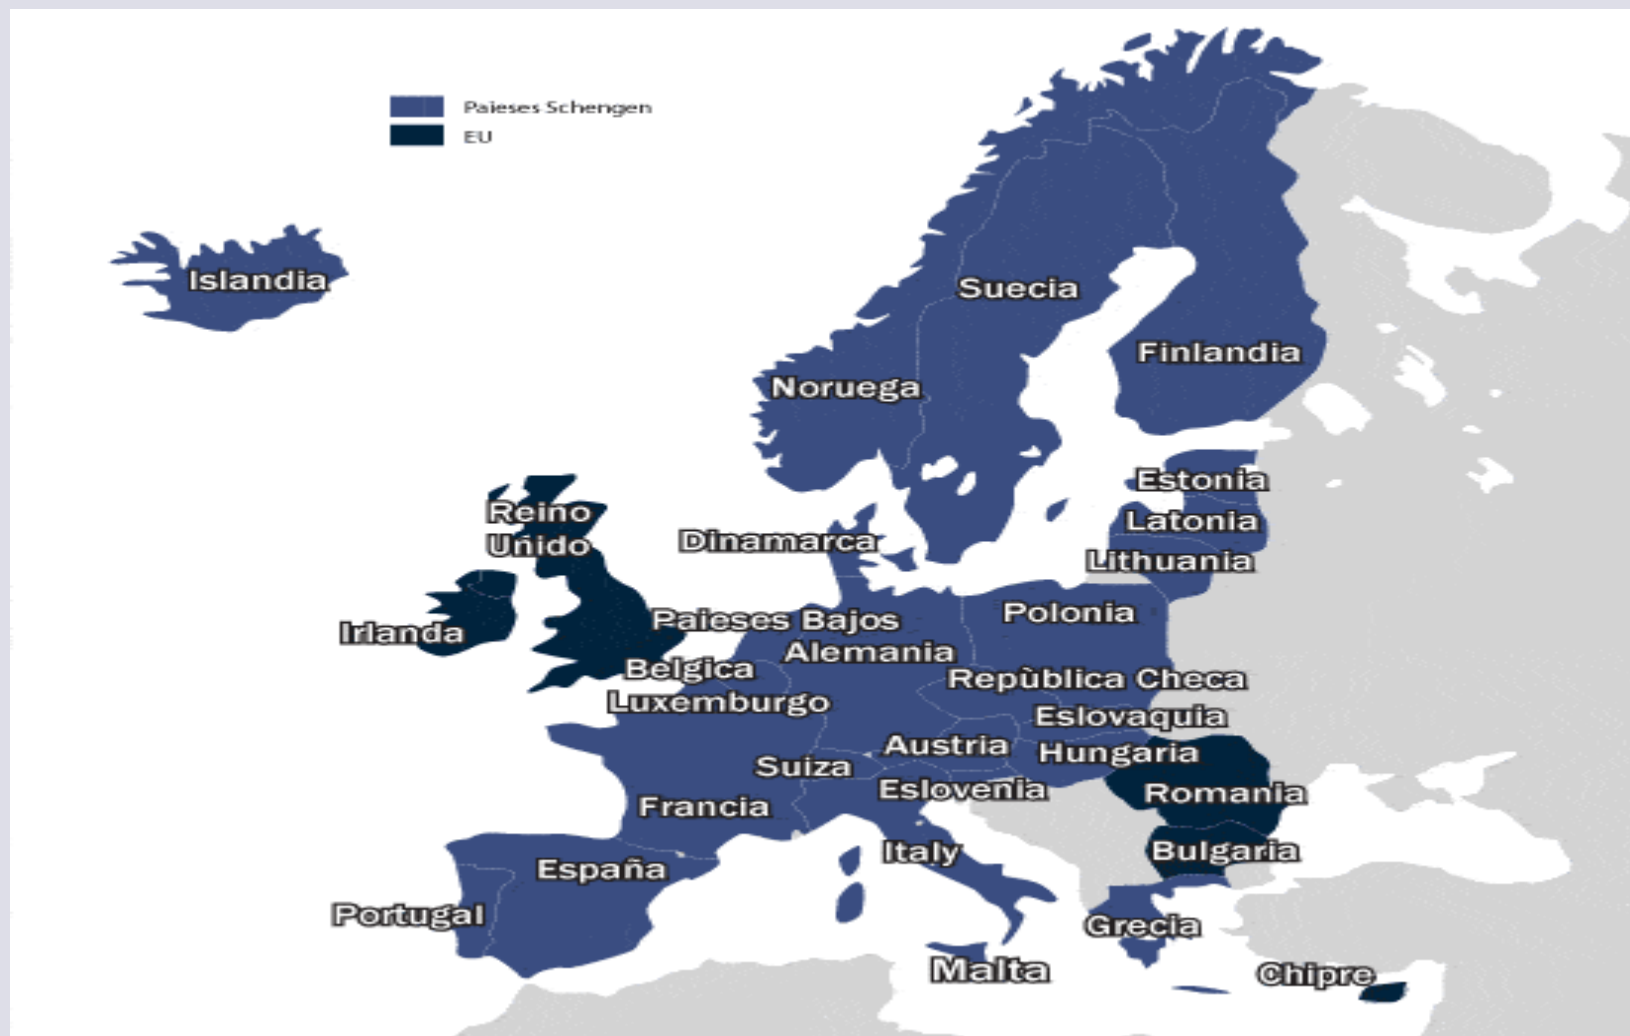 Paieses Schengen
EU
Islandia
Suecia
Finlandia
Noruega
Estonia
Reino
Unido
Latonia
Dinamarca
Lithuania
Irlanda
Paieses Bajos
Polonia
Alemania
Belgica
Repùblica Checa
Luxemburgo
Eslovaquia
Austria
Hungaria
Suiza
Eslovenia
Romania
Francia
Italy
Bulgaria
España
Portugal
Grecia
Malta
Chipre